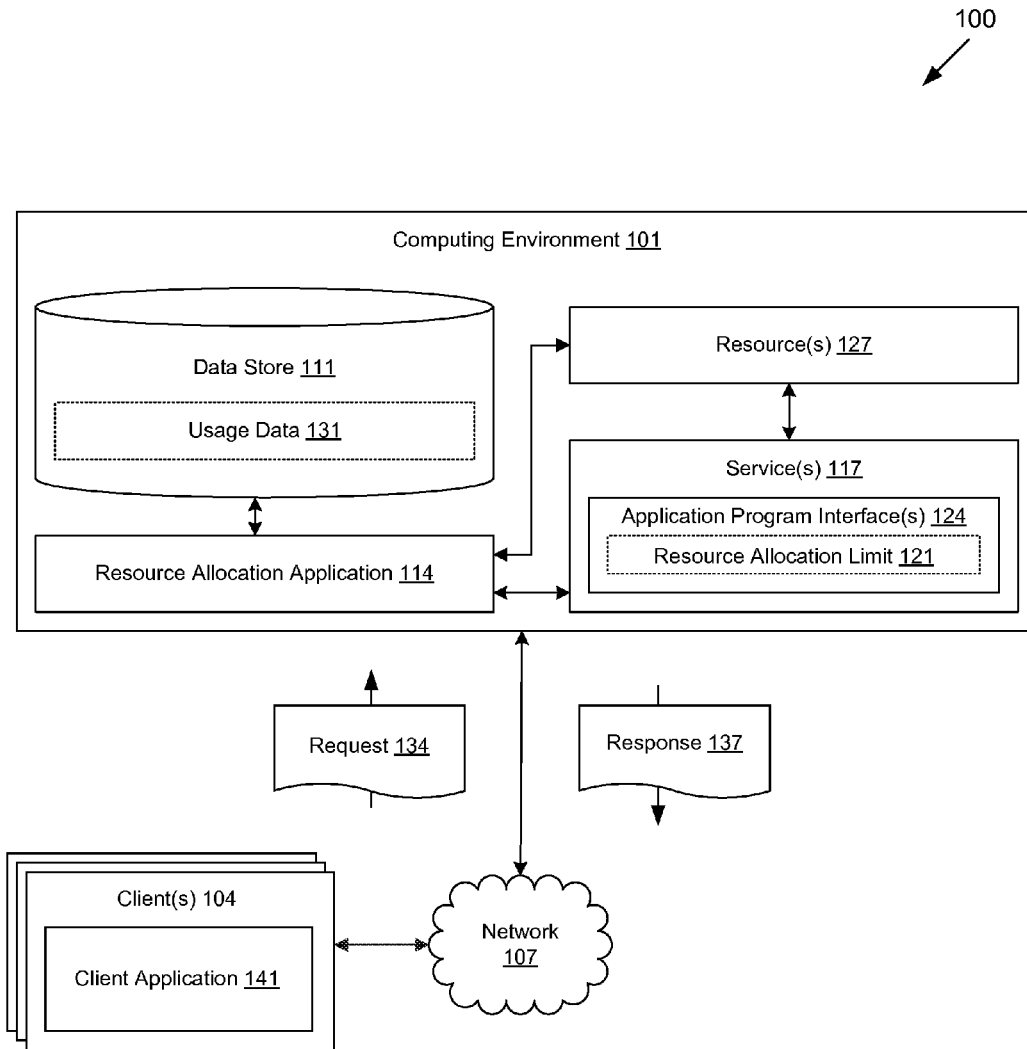 100
Computing Environment 101
Data Store 111
Usage Data 131
Resource(s) 127
Service(s) 117
Application Program Interface(s) 124
Resource Allocation Limit 121
Resource Allocation Application 114
Request 134
Response 137
Client(s) 104
Client Application 141
Network
107